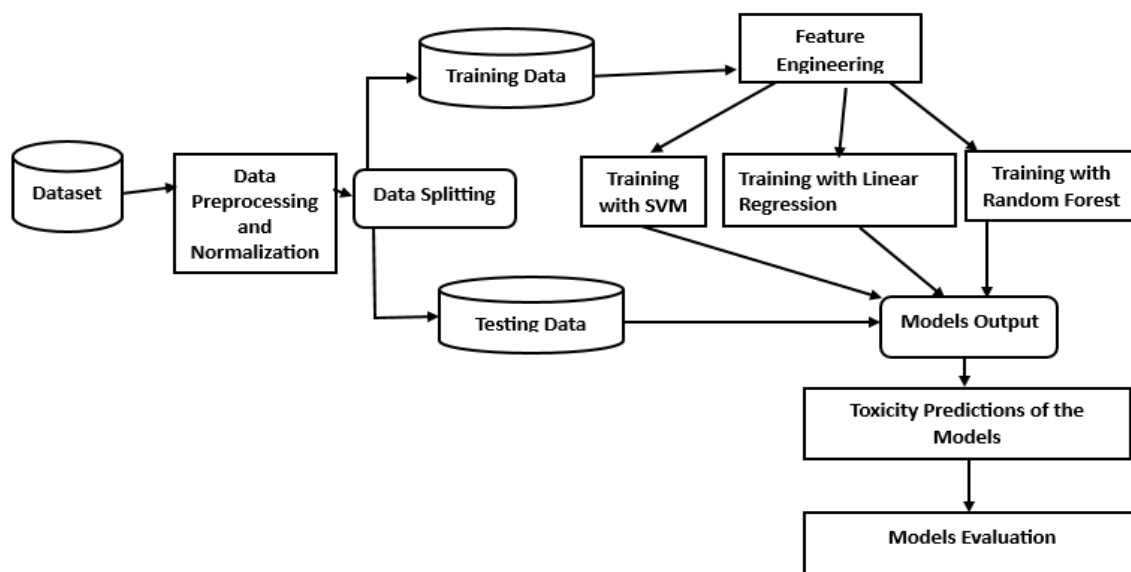 Dataset
Data
Preprocessing
and
Normalization
Data Splitting
Training Data
Feature
Engineering
Training
with SVM
Training with Linear
Regression
Training with
Random Forest
Testing Data
Models Output
Toxicity Predictions of the
Models
Models Evaluation